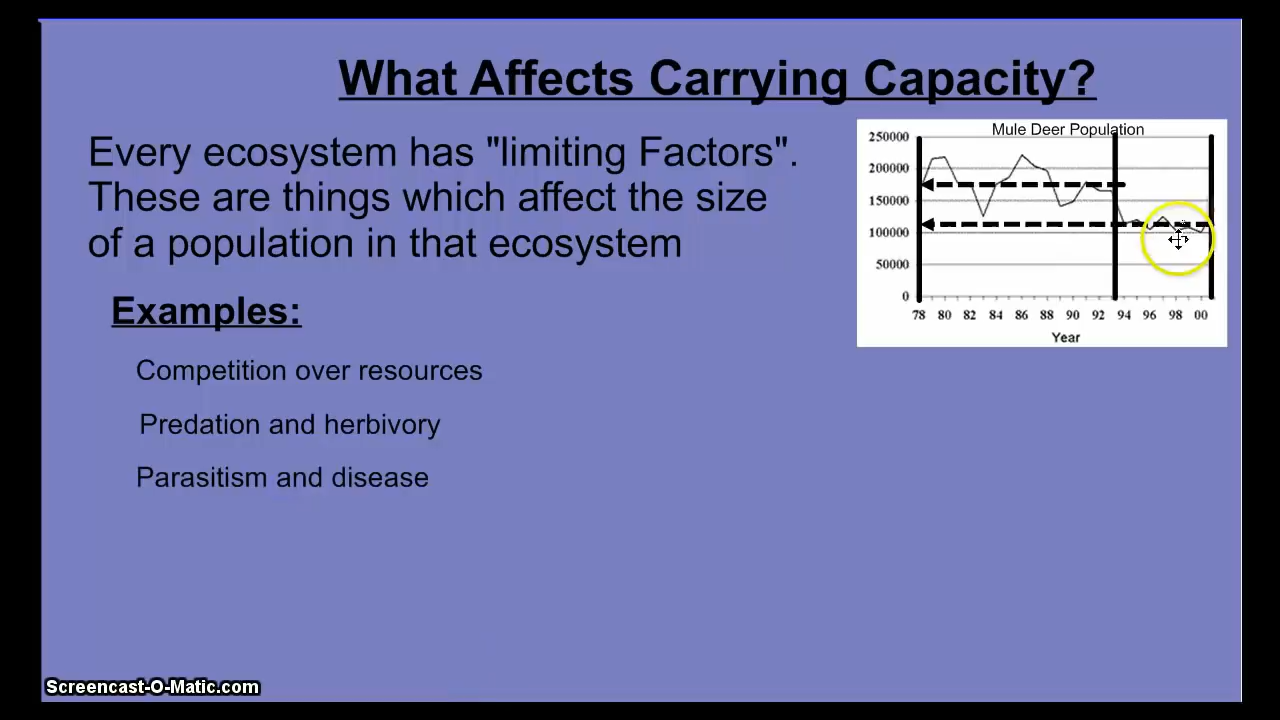 What Affects Carrying Capacity?
Every ecosystem has "limiting Factors".
These are things which affect the size
of a population in that ecosystem
Examples:
Competition over resources
Predation and herbivory
Parasitism and disease
Mule Deer Population
250000
200000
150000
100000
50000
0
78 80 82 84 86 88 90 92 94 96 98 00
Year
Screencast-O-Matic.com